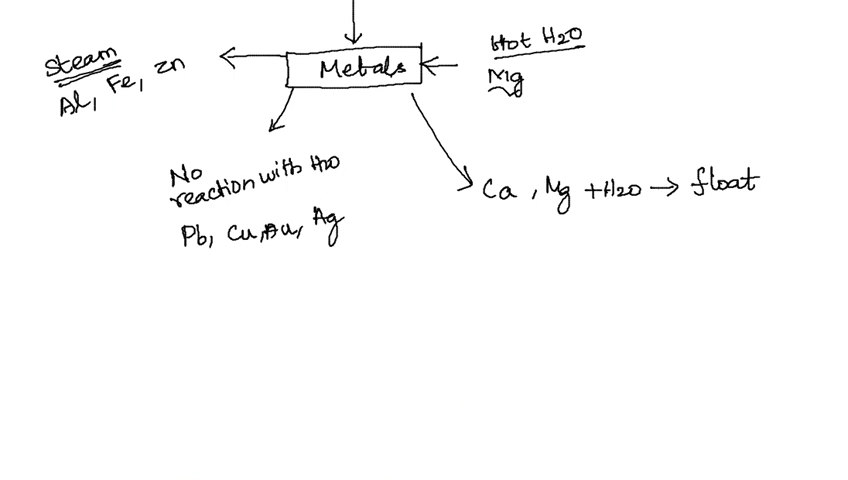 Steam
Al, Fe, Zn
Metals
Hot H2O
Mg
No
reaction with H2O
Pb, Cu, Au, Ag
Ca, Mg + H2O → float